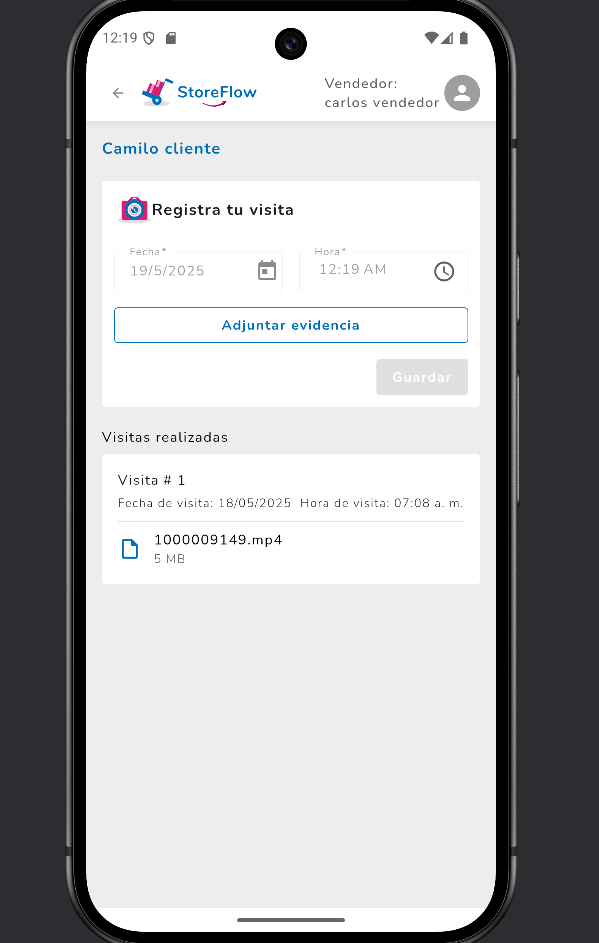 12:19
StoreFlow
Vendedor:
carlos vendedor
Camilo cliente
Registra tu visita
Fecha*
19/5/2025
Hora*
12:19 AM
Adjuntar evidencia
Guardar
Visitas realizadas
Visita # 1
Fecha de visita: 18/05/2025 Hora de visita: 07:08 a. m.
1000009149.mp4
5 MB